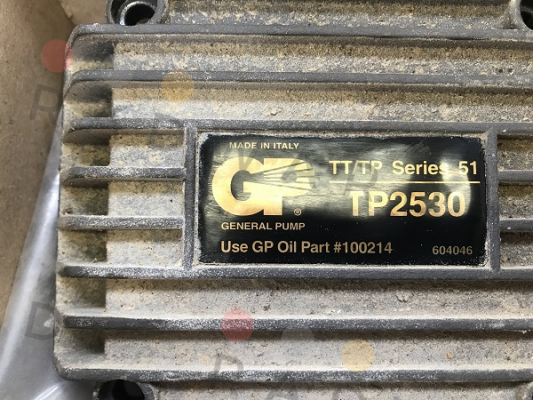 MADE IN ITALY
GP®
GENERAL PUMP
TT/TP Series 51
TP2530
Use GP Oil Part #100214
604046